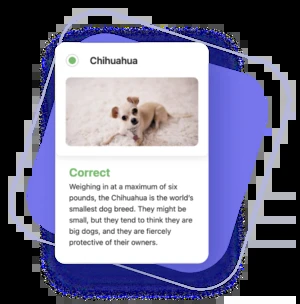 Chihuahua
Correct
Weighing in at a maximum of six
pounds, the Chihuahua is the world's
smallest dog breed. They might be
small, but they tend to think they are
big dogs, and they are fiercely
protective of their owners.